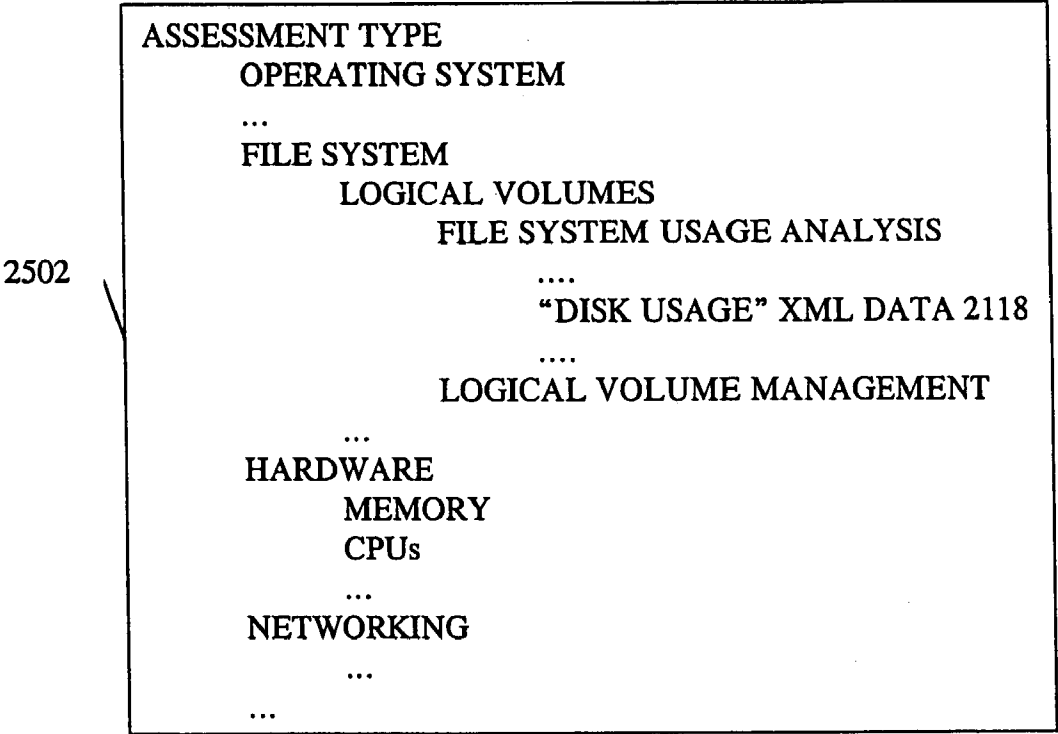 ASSESSMENT TYPE
OPERATING SYSTEM
...
FILE SYSTEM
LOGICAL VOLUMES
FILE SYSTEM USAGE ANALYSIS
2502
....
“DISK USAGE” XML DATA 2118
....
LOGICAL VOLUME MANAGEMENT
...
HARDWARE
MEMORY
CPUs
...
NETWORKING
...
...